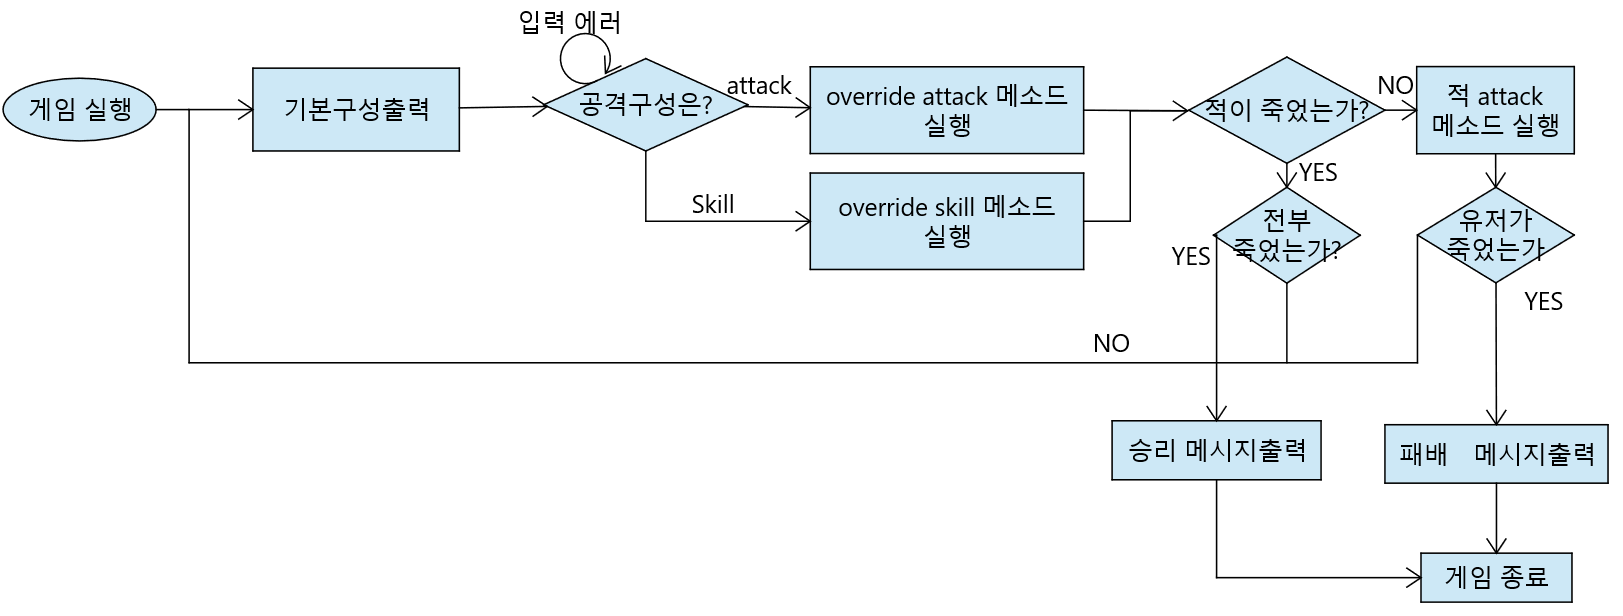 입력 에러
게임 실행
기본구성출력
공격구성은?
attack
override attack 메소드
실행
Skill
override skill 메소드
실행
적이 죽었는가?
NO
적 attack
메소드 실행
YES
전부
죽었는가?
유저가
죽었는가
YES
YES
NO
승리 메시지출력
패배 메시지출력
게임 종료